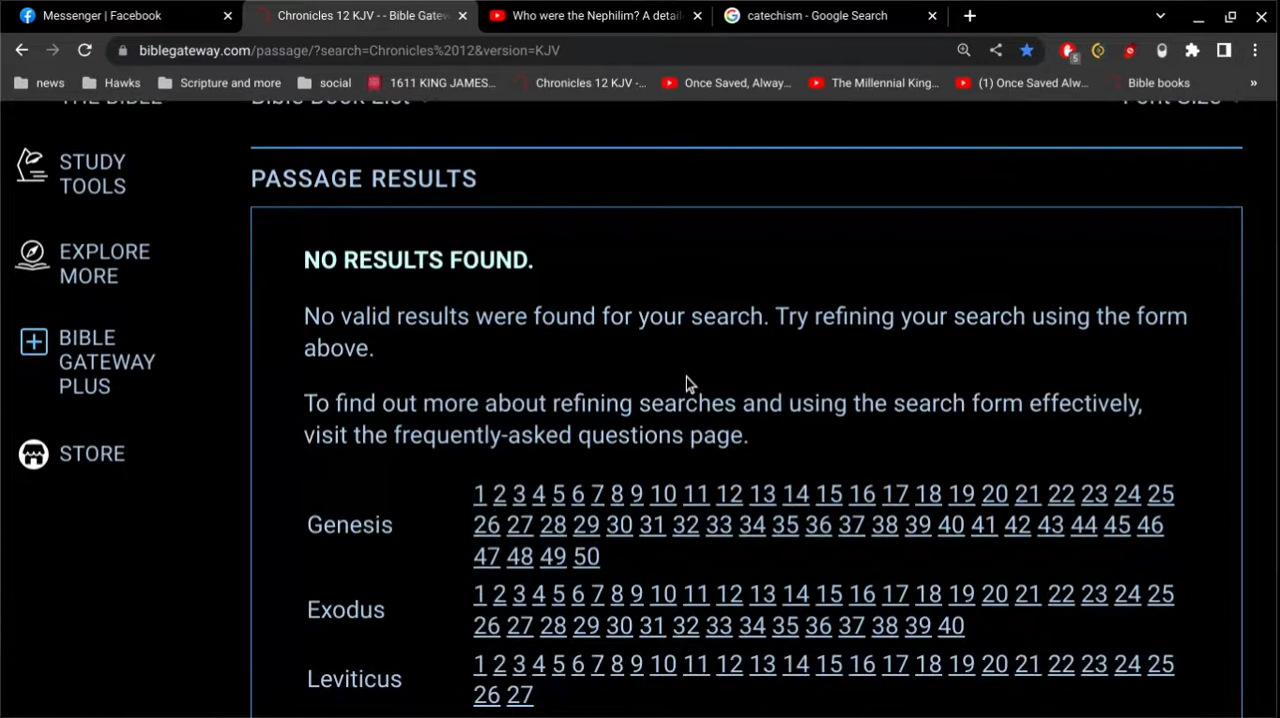 Messenger | Facebook
Chronicles 12 KJV - - Bible Gatew
Who were the Nephilim? A detail
catechism - Google Search
biblegateway.com/passage/?search=Chronicles%2012&version=KJV
5
news
Hawks
Scripture and more
social
1611 KING JAMES...
Chronicles 12 KJV -...
Once Saved, Alway...
The Millennial King...
(1) Once Saved Alw...
Bible books
»
THE BIBLE
Bible Book List
Font Size
STUDY
TOOLS
EXPLORE
MORE
BIBLE
GATEWAY
PLUS
STORE
PASSAGE RESULTS
NO RESULTS FOUND.
No valid results were found for your search. Try refining your search using the form
above.
To find out more about refining searches and using the search form effectively,
visit the frequently-asked questions page.
Genesis
1 2 3 4 5 6 7 8 9 10 11 12 13 14 15 16 17 18 19 20 21 22 23 24 25
26 27 28 29 30 31 32 33 34 35 36 37 38 39 40 41 42 43 44 45 46
47 48 49 50
Exodus
1 2 3 4 5 6 7 8 9 10 11 12 13 14 15 16 17 18 19 20 21 22 23 24 25
26 27 28 29 30 31 32 33 34 35 36 37 38 39 40
Leviticus
1 2 3 4 5 6 7 8 9 10 11 12 13 14 15 16 17 18 19 20 21 22 23 24 25
26 27